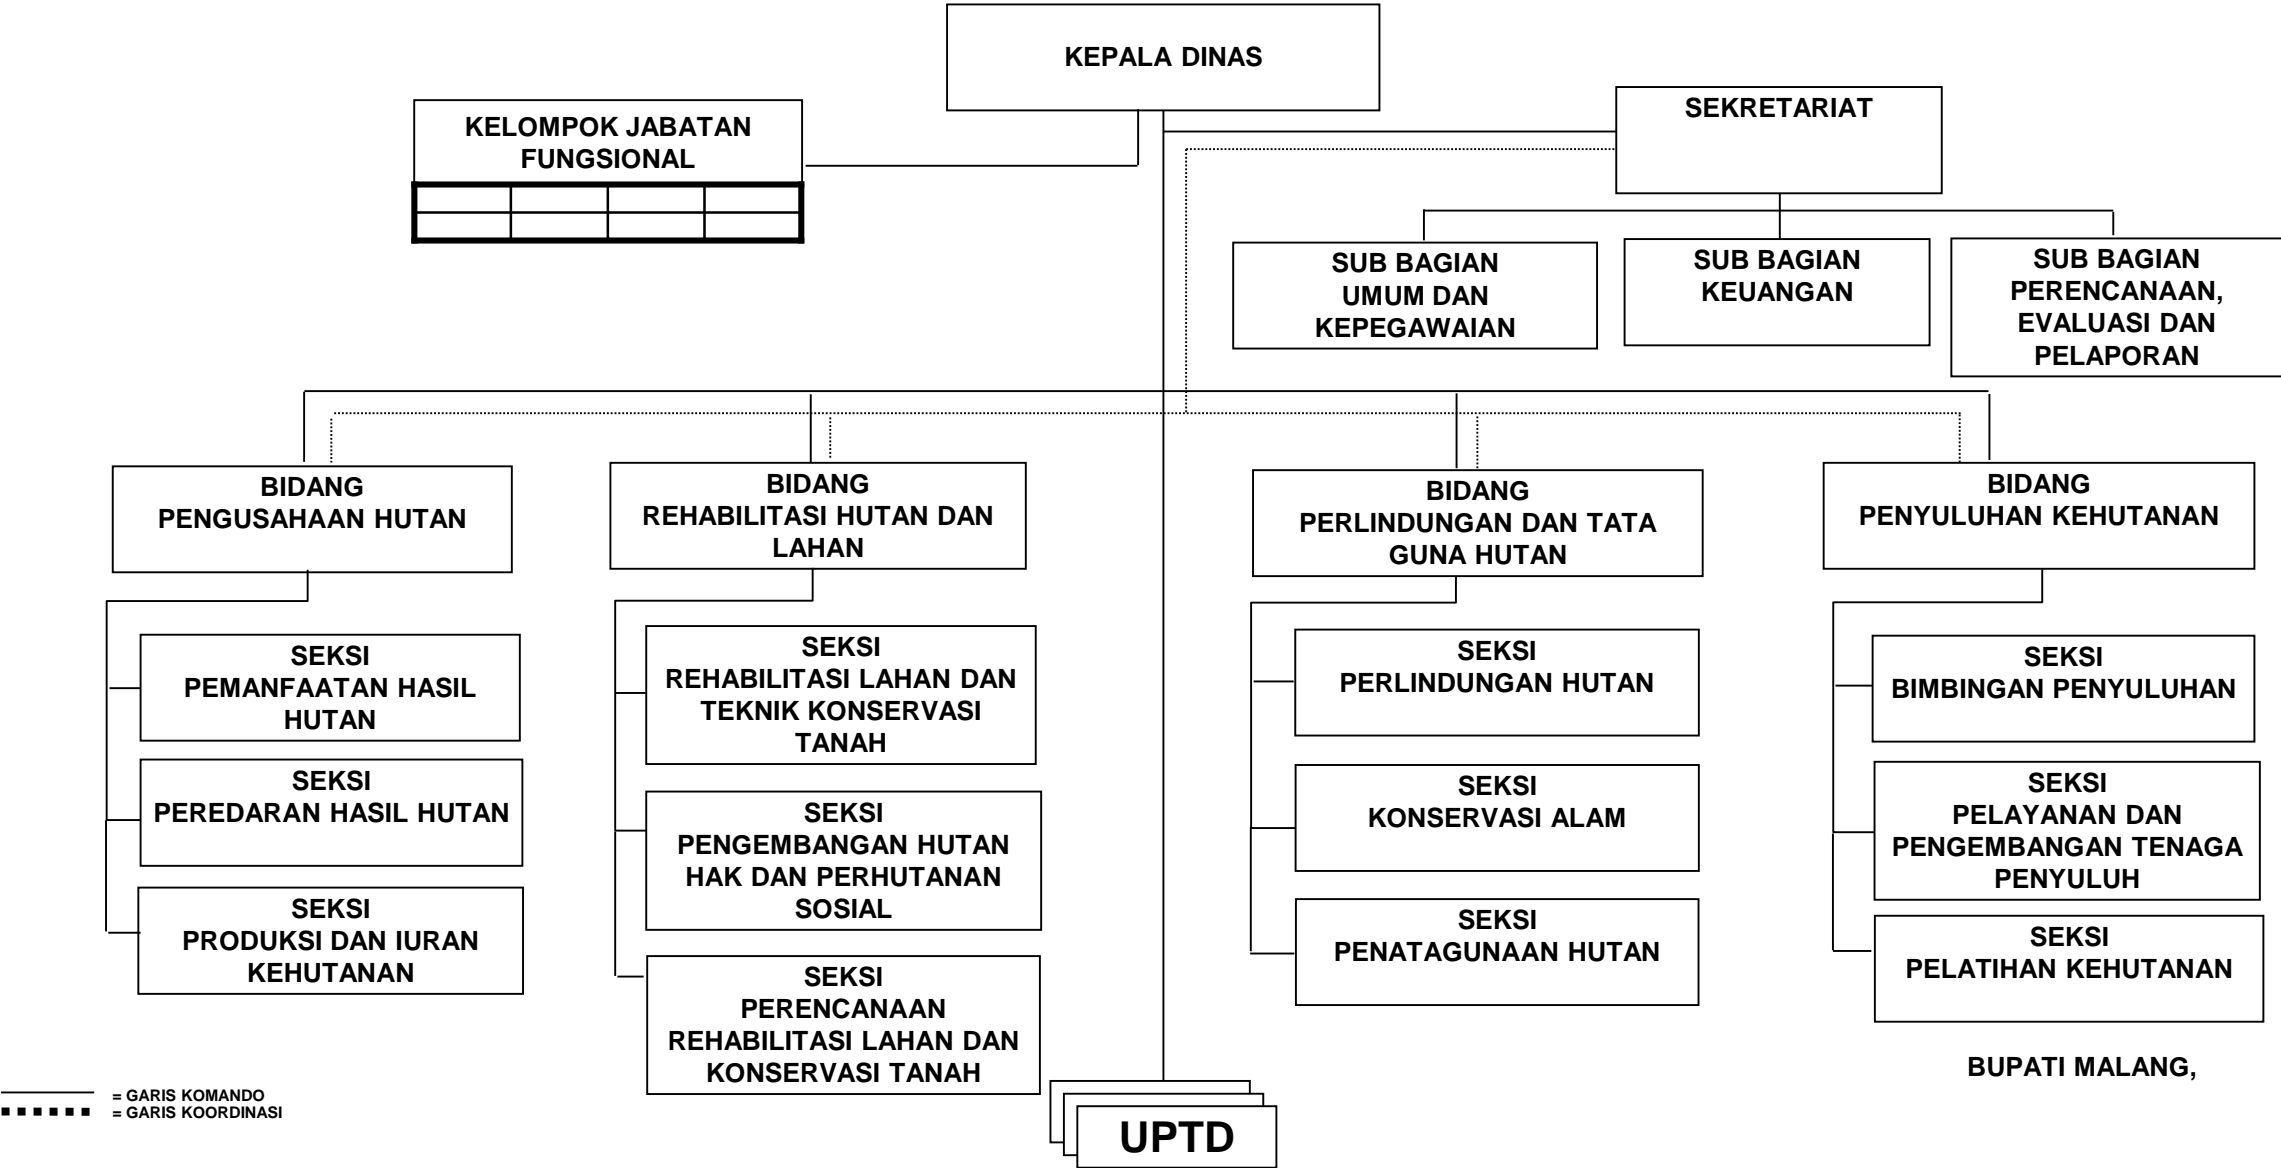 KEPALA DINAS
KELOMPOK JABATAN
FUNGSIONAL
SEKRETARIAT
SUB BAGIAN
UMUM DAN
KEPEGAWAIAN
SUB BAGIAN
KEUANGAN
SUB BAGIAN
PERENCANAAN,
EVALUASI DAN
PELAPORAN
BIDANG
PENGUSAHAAN HUTAN
BIDANG
REHABILITASI HUTAN DAN
LAHAN
BIDANG
PERLINDUNGAN DAN TATA
GUNA HUTAN
BIDANG
PENYULUHAN KEHUTANAN
SEKSI
PEMANFAATAN HASIL
HUTAN
SEKSI
PEREDARAN HASIL HUTAN
SEKSI
PRODUKSI DAN IURAN
KEHUTANAN
SEKSI
REHABILITASI LAHAN DAN
TEKNIK KONSERVASI
TANAH
SEKSI
PENGEMBANGAN HUTAN
HAK DAN PERHUTANAN
SOSIAL
SEKSI
PERENCANAAN
REHABILITASI LAHAN DAN
KONSERVASI TANAH
SEKSI
PERLINDUNGAN HUTAN
SEKSI
KONSERVASI ALAM
SEKSI
PENATAGUNAAN HUTAN
SEKSI
BIMBINGAN PENYULUHAN
SEKSI
PELAYANAN DAN
PENGEMBANGAN TENAGA
PENYULUH
SEKSI
PELATIHAN KEHUTANAN
BUPATI MALANG,
= GARIS KOMANDO
= GARIS KOORDINASI
UPTD